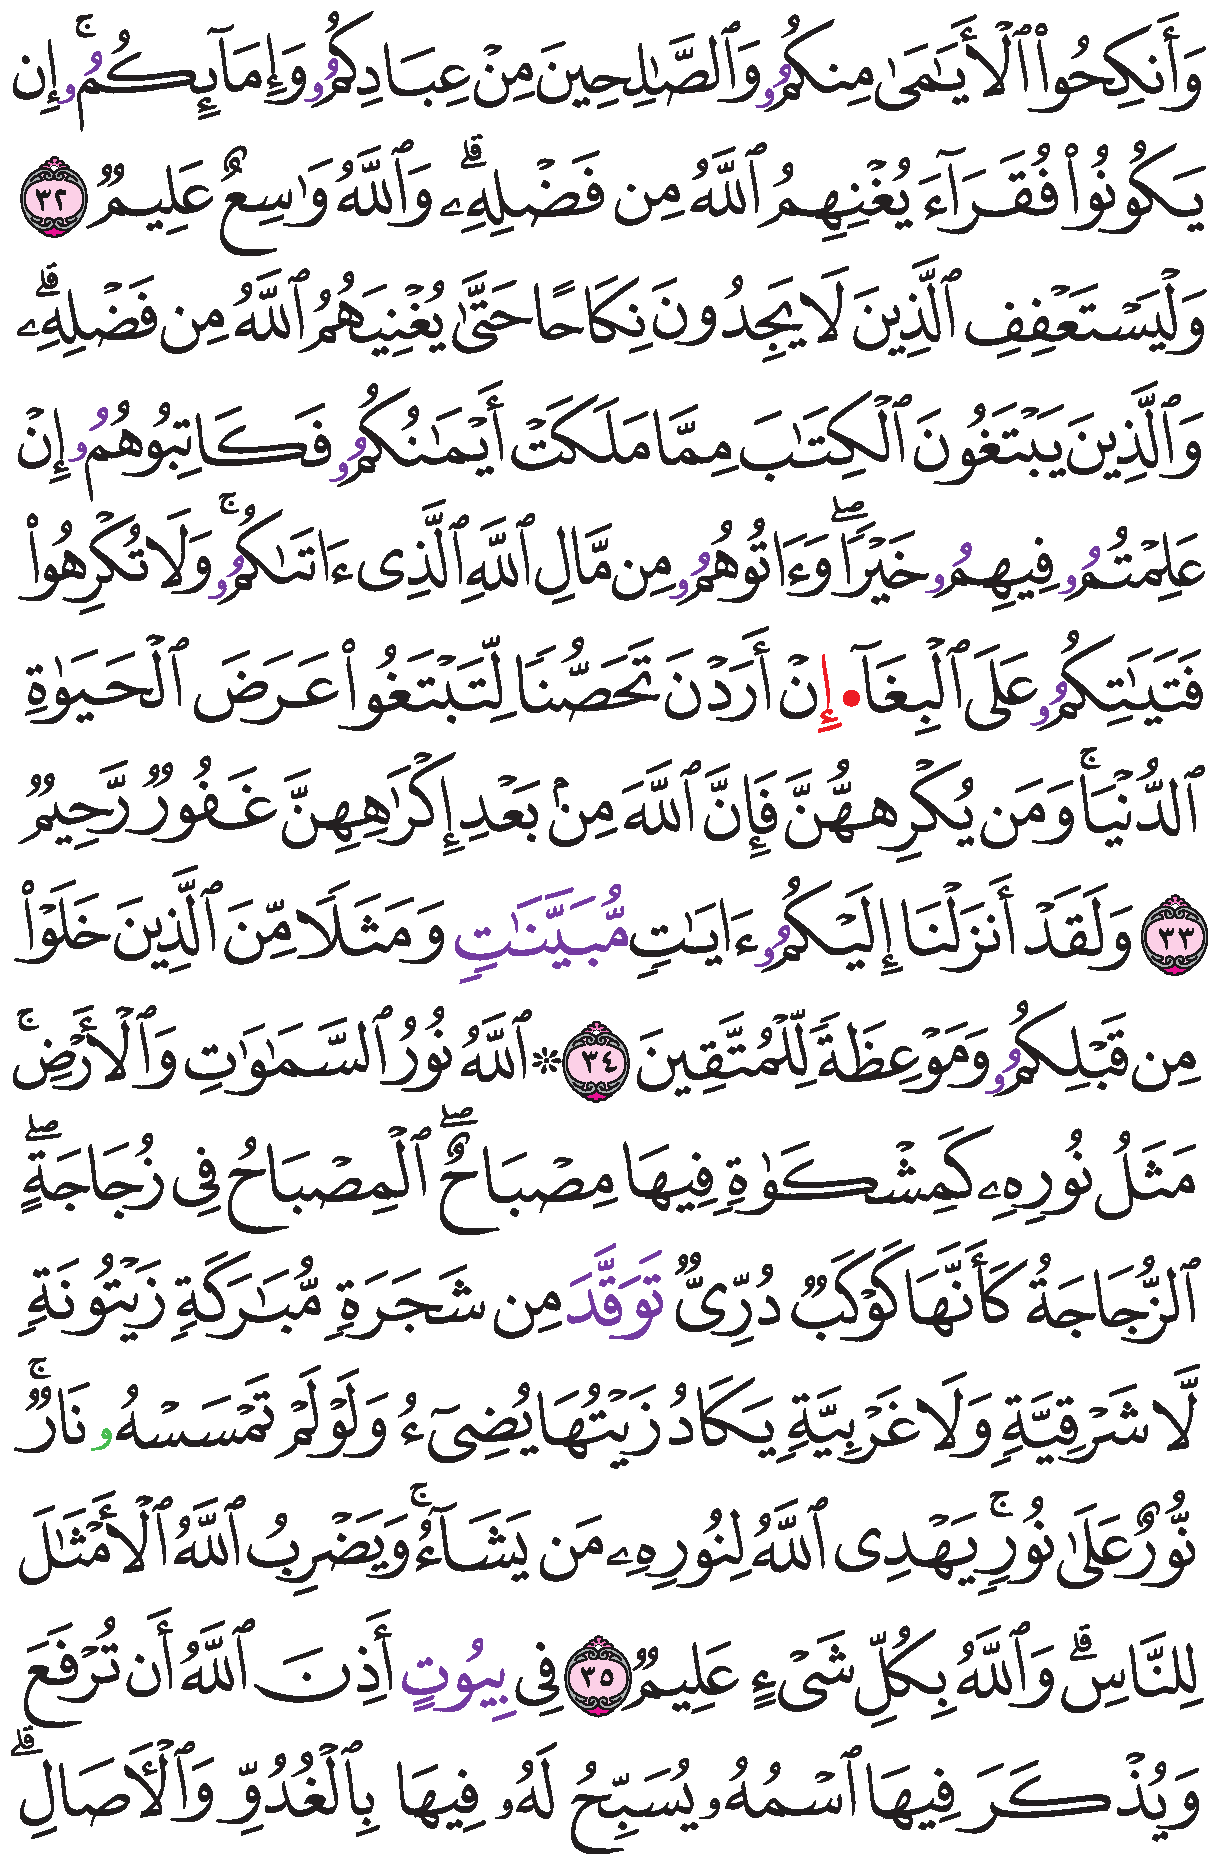 وَأَنكِحُوا۟ ٱلْأَيَـٰمَىٰ مِنكُمُۥ وَٱلصَّـٰلِحِينَ مِنْ عِبَادِكُمُۥ وَإِمَآئِكُمُۥۚ إِن
يَكُونُوا۟ فُقَرَآءَ يُغْنِهِمُ ٱللَّهُ مِن فَضْلِهِۦۗ وَٱللَّهُ وَٰسِعٌ عَلِيمٌ ٣٢
وَلْيَسْتَعْفِفِ ٱلَّذِينَ لَا يَجِدُونَ نِكَاحًا حَتَّىٰ يُغْنِيَهُمُ ٱللَّهُ مِن فَضْلِهِۦۗ
وَٱلَّذِينَ يَبْتَغُونَ ٱلْكِتَـٰبَ مِمَّا مَلَكَتْ أَيْمَـٰنُكُمُۥ فَكَاتِبُوهُمُۥ إِنْ
عَلِمْتُمُۥ فِيهِمُۥ خَيْرًاۖ وَءَاتُوهُمُۥ مِن مَّالِ ٱللَّهِ ٱلَّذِى ءَاتَىٰكُمُۥۚ وَلَا تُكْرِهُوا۟
فَتَيَـٰتِكُمُۥ عَلَى ٱلْبِغَآ• إِنْ أَرَدْنَ تَحَصُّنًا لِّتَبْتَغُوا۟ عَرَضَ ٱلْحَيَوٰةِ
ٱلدُّنْيَاۚ وَمَن يُكْرِههُّنَّ فَإِنَّ ٱللَّهَ مِنۢ بَعْدِ إِكْرَٰهِهِنَّ غَفُورٌ رَّحِيمٌ
٣٣ وَلَقَدْ أَنزَلْنَا إِلَيْكُمُۥ ءَايَـٰتٍ مُّبَيَّنَـٰتٍ وَمَثَلًا مِّنَ ٱلَّذِينَ خَلَوْا۟
مِن قَبْلِكُمُۥ وَمَوْعِظَةً لِّلْمُتَّقِينَ ٣٤ ۞ ٱللَّهُ نُورُ ٱلسَّمَـٰوَٰتِ وَٱلْأَرْضِۚ
مَثَلُ نُورِهِۦ كَمِشْكَوٰةٍ فِيهَا مِصْبَاحٌۖ ٱلْمِصْبَاحُ فِى زُجَاجَةٍۖ
ٱلزُّجَاجَةُ كَأَنَّهَا كَوْكَبٌ دُرِّىٌّ تَوَقَّدَ مِن شَجَرَةٍ مُّبَـٰرَكَةٍ زَيْتُونَةٍ
لَّا شَرْقِيَّةٍ وَلَا غَرْبِيَّةٍ يَكَادُ زَيْتُهَا يُضِىٓءُ وَلَوْ لَمْ تَمْسَسْهُۥ نَارٌۚ
نُّورٌ عَلَىٰ نُورٍۚ يَهْدِى ٱللَّهُ لِنُورِهِۦ مَن يَشَآءُۚ وَيَضْرِبُ ٱللَّهُ ٱلْأَمْثَـٰلَ
لِلنَّاسِۗ وَٱللَّهُ بِكُلِّ شَىْءٍ عَلِيمٌ ٣٥ فِى بِيُوتٍ أَذِنَ ٱللَّهُ أَن تُرْفَعَ
وَيُذْكَرَ فِيهَا ٱسْمُهُۥ يُسَبِّحُ لَهُۥ فِيهَا بِٱلْغُدُوِّ وَٱلْـَٔاصَالِۗ